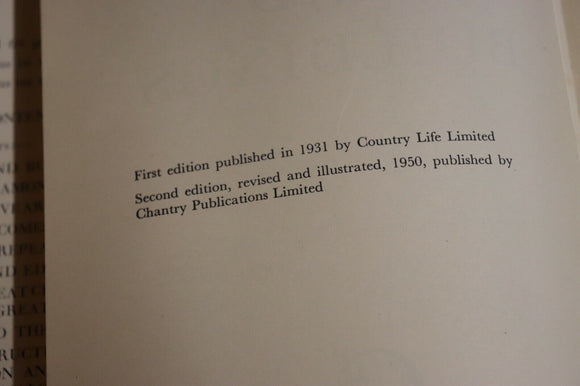 First edition published in 1931 by Country Life Limited
Second edition, revised and illustrated, 1950, published by
Chantry Publications Limited